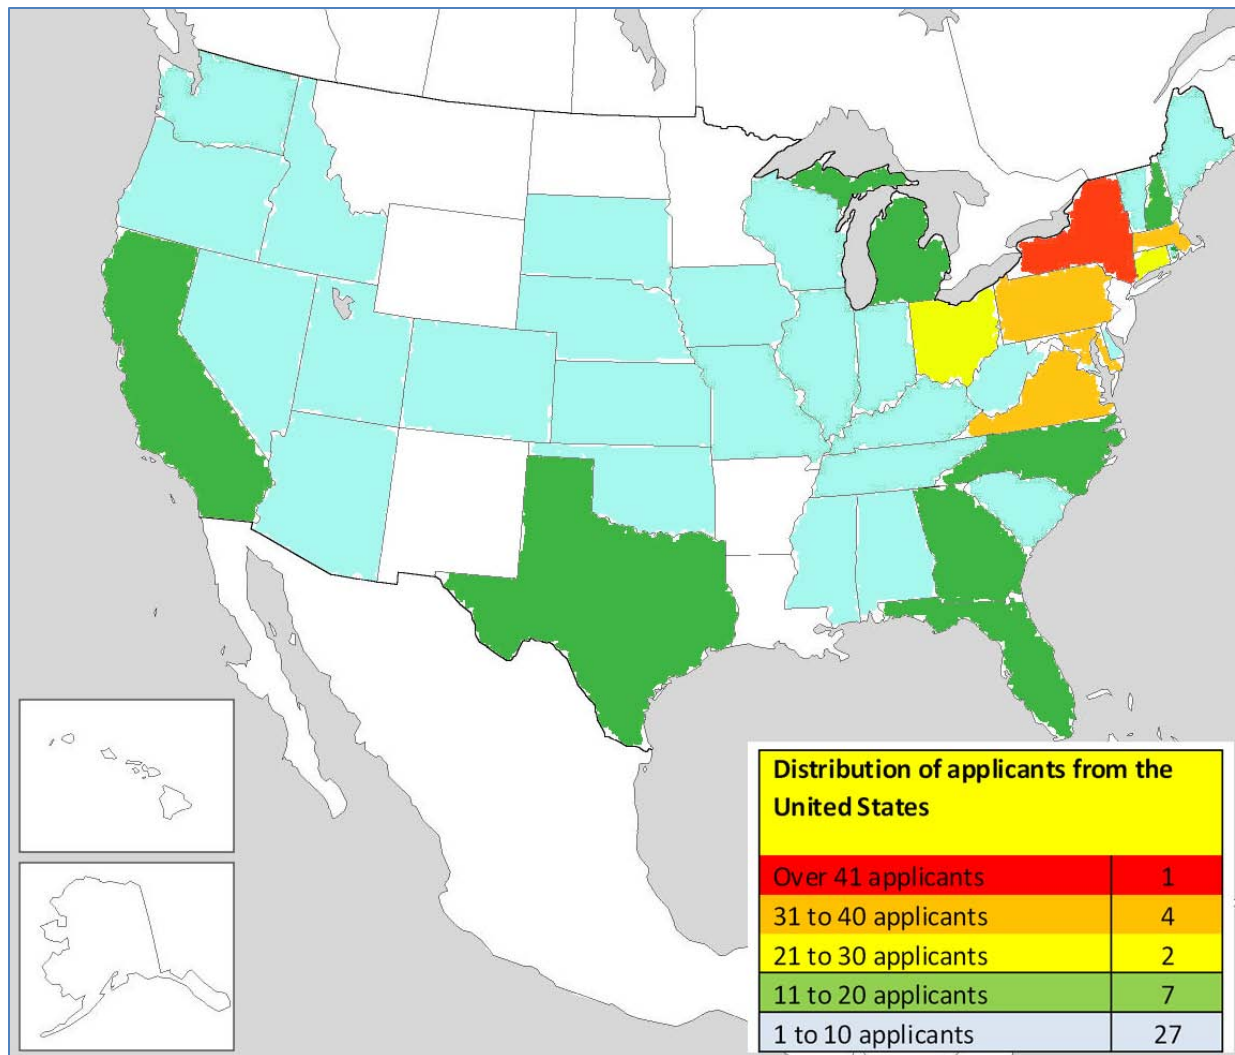 Distribution of applicants from the
United States
Over 41 applicants 1
31 to 40 applicants 4
21 to 30 applicants 2
11 to 20 applicants 7
1 to 10 applicants 27